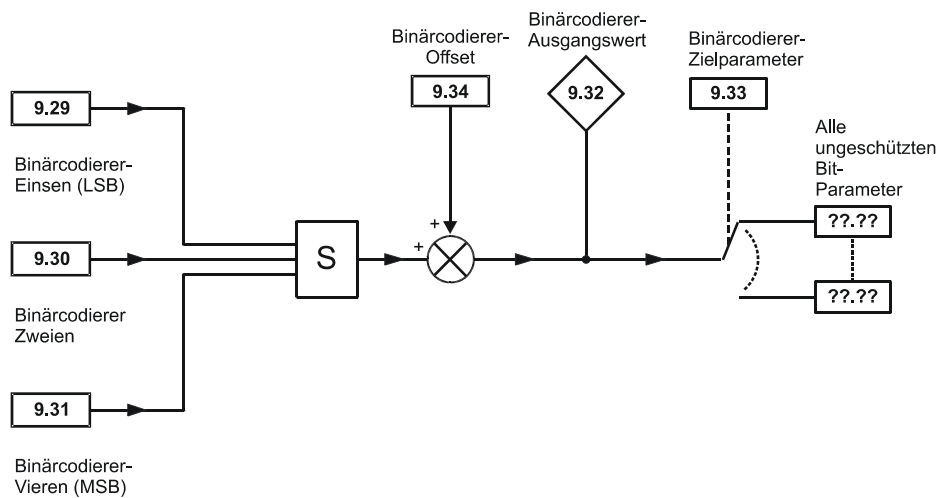 Binärcodierer-
Offset
9.34
Binärcodierer-
Ausgangswert
9.32
Binärcodierer-
Zielparameter
9.33
9.29
Binärcodierer-
Einsen (LSB)
9.30
Binärcodierer
Zweien
9.31
Binärcodierer-
Vieren (MSB)
S
+
+
Alle
ungeschützten
Bit-
Parameter
??.??
??.??